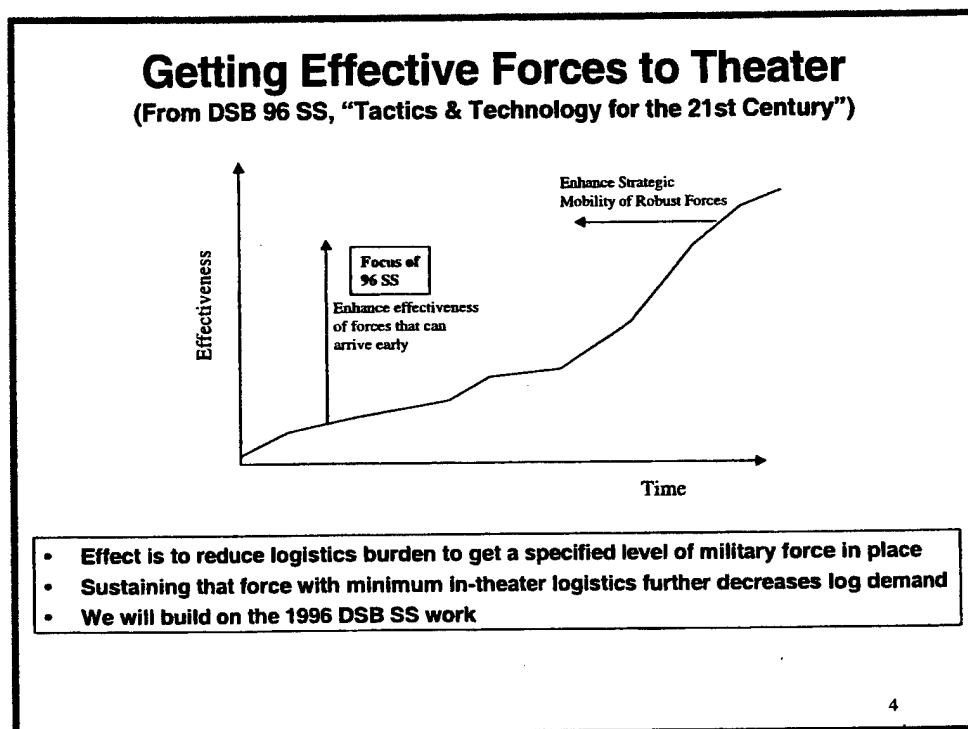 Getting Effective Forces to Theater
(From DSB 96 SS, “Tactics & Technology for the 21st Century”)
Enhance Strategic
Mobility of Robust Forces
Focus of
96 SS
Enhance effectiveness
of forces that can
arrive early
Effectiveness
Time
• Effect is to reduce logistics burden to get a specified level of military force in place
• Sustaining that force with minimum in-theater logistics further decreases log demand
• We will build on the 1996 DSB SS work
4